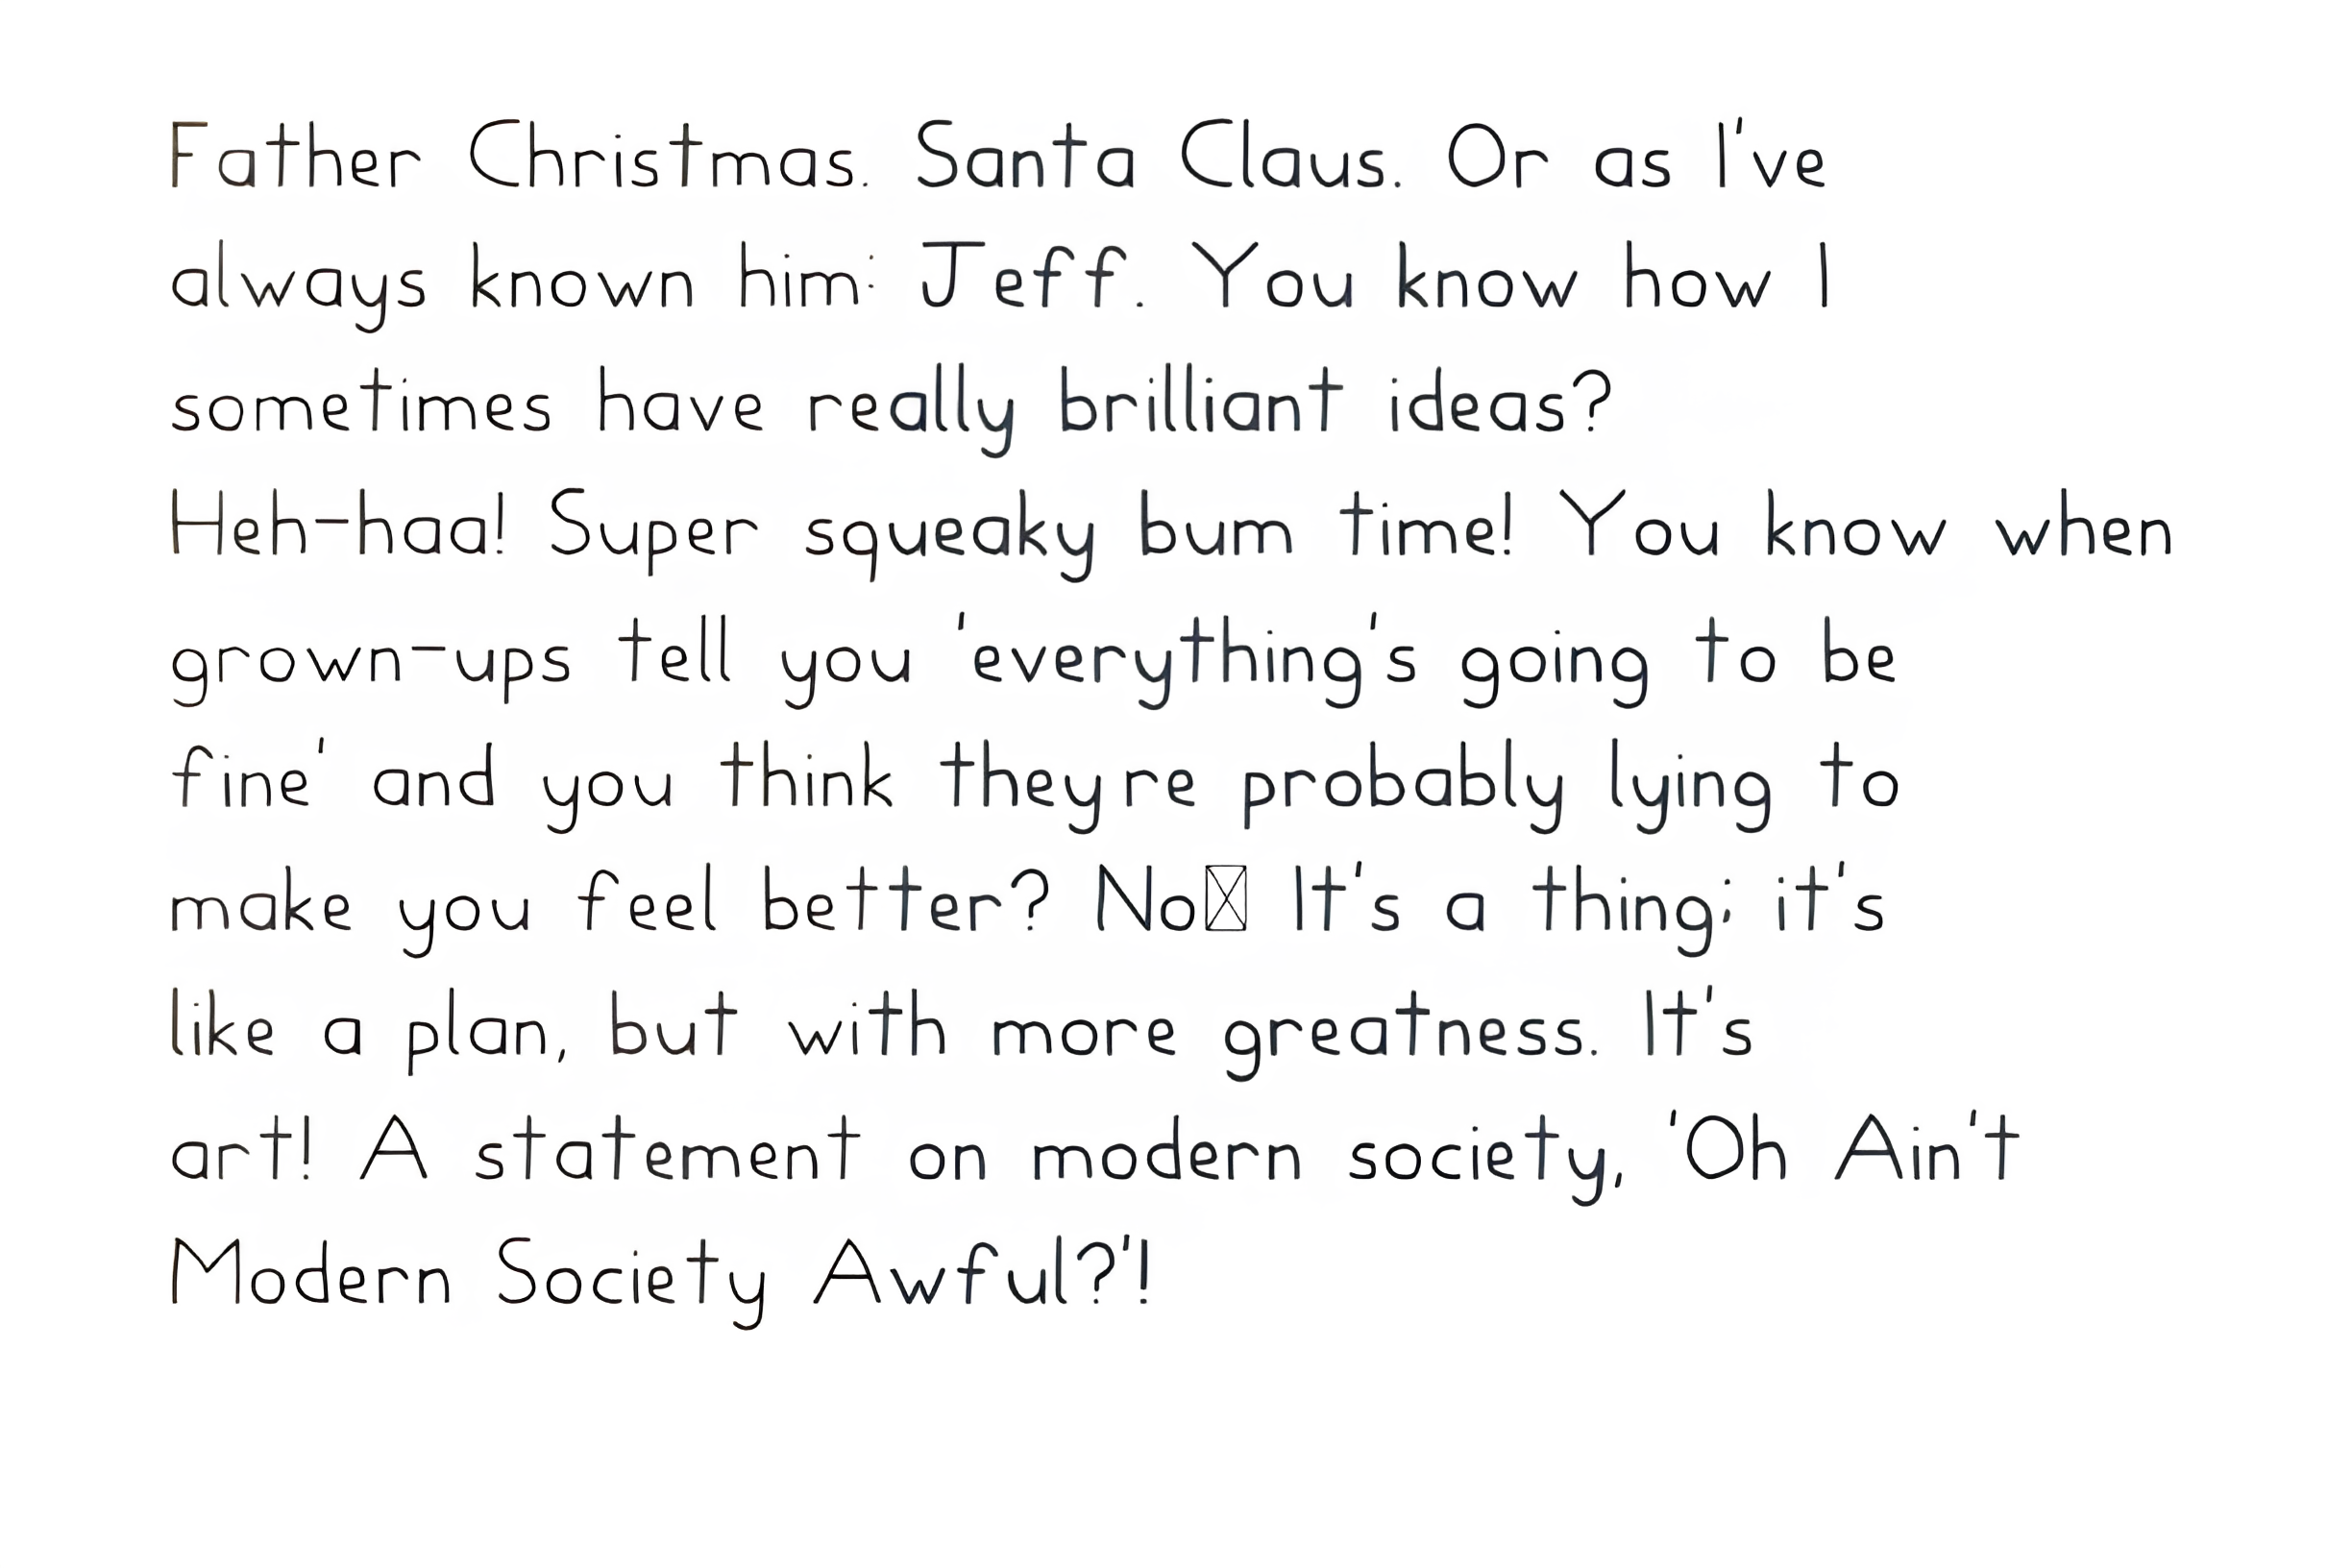 Father Christmas. Santa Claus. Or as I've
always known him: Jeff. You know how I
sometimes have really brilliant ideas?
Heh-haa! Super squeaky bum time! You know when
grown-ups tell you 'everything's going to be
fine' and you think theyre probably lying to
make you feel better? No It's a thing; it's
like a plan, but with more greatness. It's
art! A statement on modern society, 'Oh Ain't
Modern Society Awful?'!